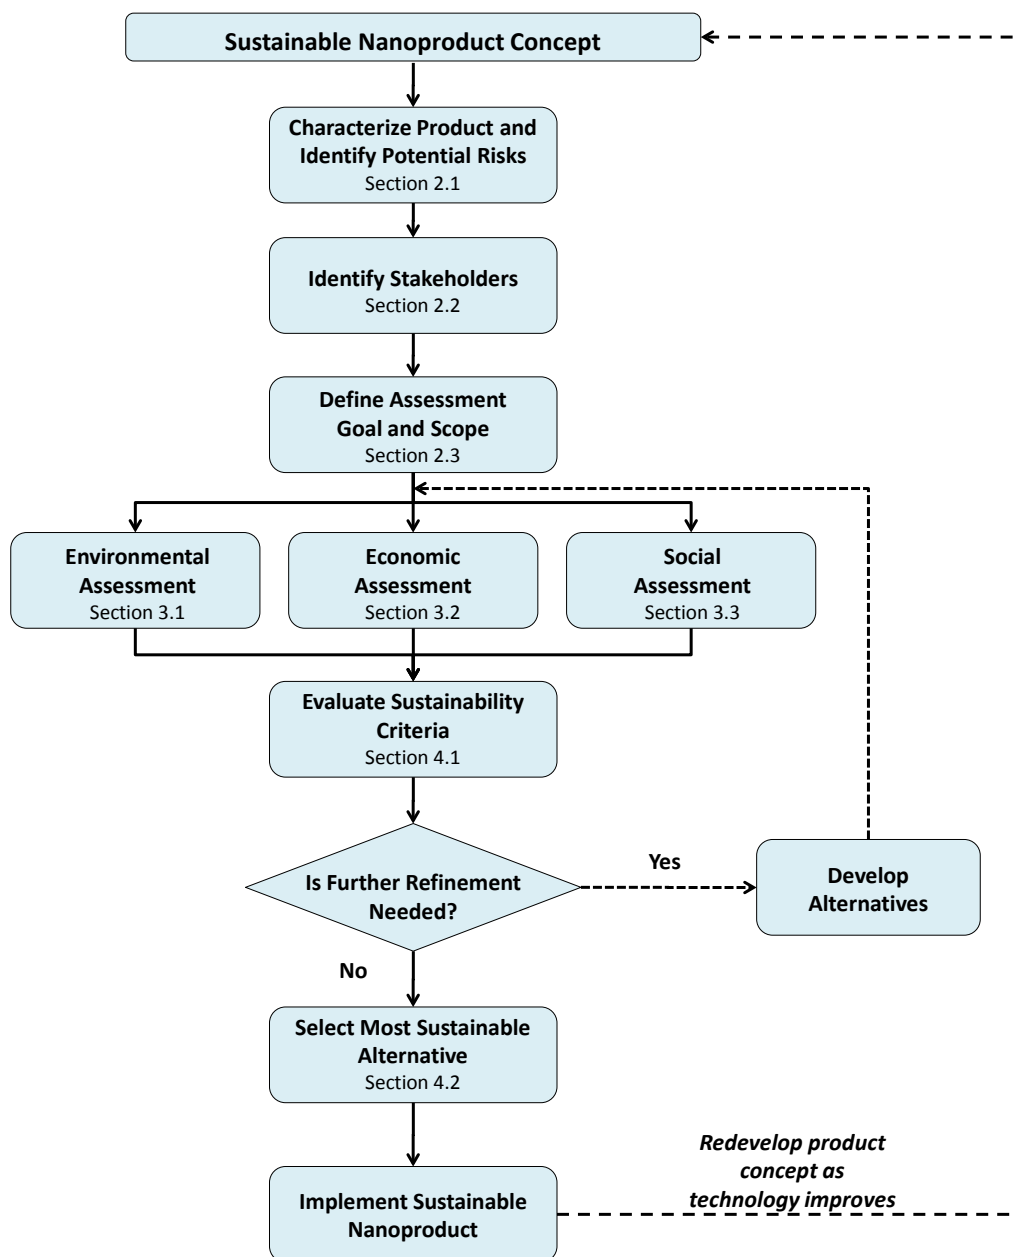 Sustainable Nanoproduct Concept
Characterize Product and
Identify Potential Risks
Section 2.1
Identify Stakeholders
Section 2.2
Define Assessment
Goal and Scope
Section 2.3
Environmental
Assessment
Section 3.1
Economic
Assessment
Section 3.2
Social
Assessment
Section 3.3
Evaluate Sustainability
Criteria
Section 4.1
Is Further Refinement
Needed?
Yes
Develop
Alternatives
No
Select Most Sustainable
Alternative
Section 4.2
Implement Sustainable
Nanoproduct
Redevelop product
concept as
technology improves